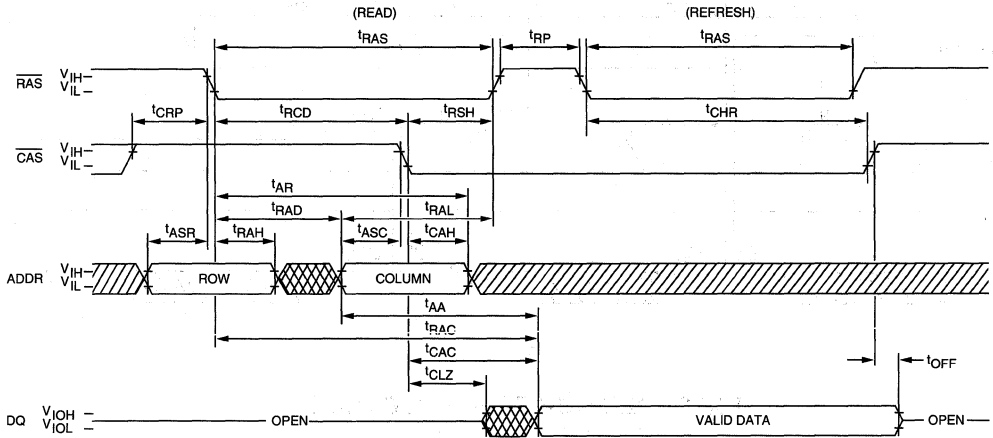 (READ) (REFRESH)
tRAS tRP tRAS
RAS VIH
VIL
tCRP tRCD tRSH tCHR
CAS VIH
VIL
tAR
tRAD tRAL
tASR tRAH tASC tCAH
ADDR VIH
VIL
ROW COLUMN
tAA
tRAC
tCAC
tOFF
tCLZ
DQ VIOH
VIOL
OPEN VALID DATA OPEN